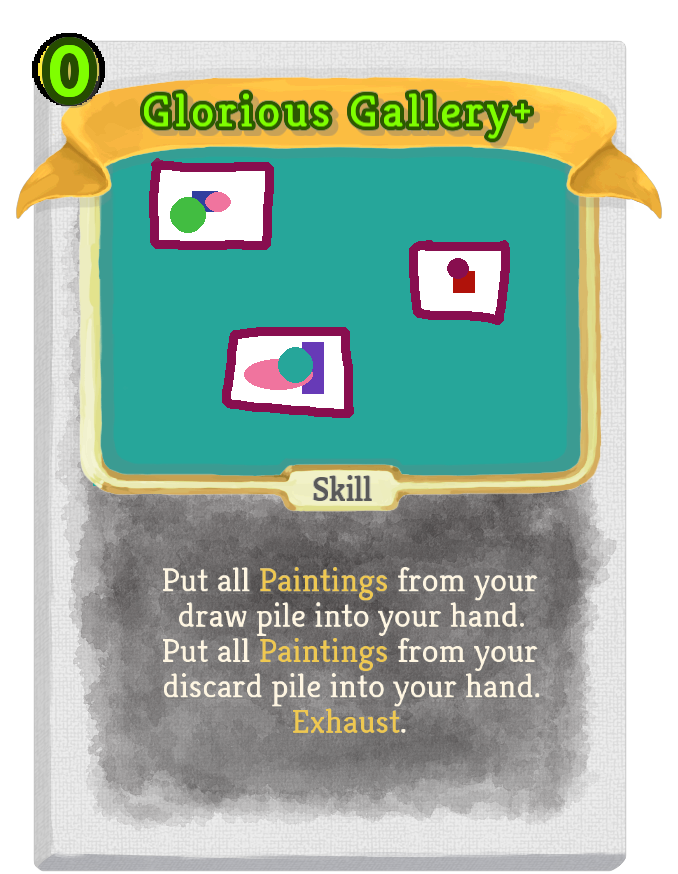 0
Glorious Gallery+
Skill
Put all Paintings from your
draw pile into your hand.
Put all Paintings from your
discard pile into your hand.
Exhaust.